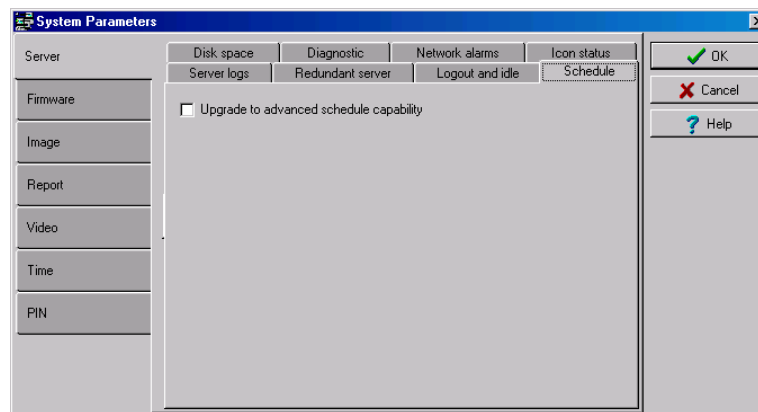 System Parameters
Server
Disk space
Diagnostic
Network alarms
Icon status
Server logs
Redundant server
Logout and idle
Schedule
Upgrade to advanced schedule capability
Firmware
Image
Report
Video
Time
PIN
OK
Cancel
? Help